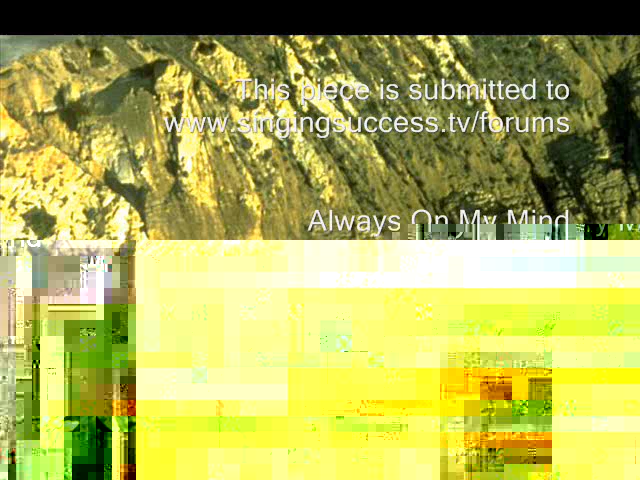 This piece is submitted to
www.singingsuccess.tv/forums
Always On My Mind